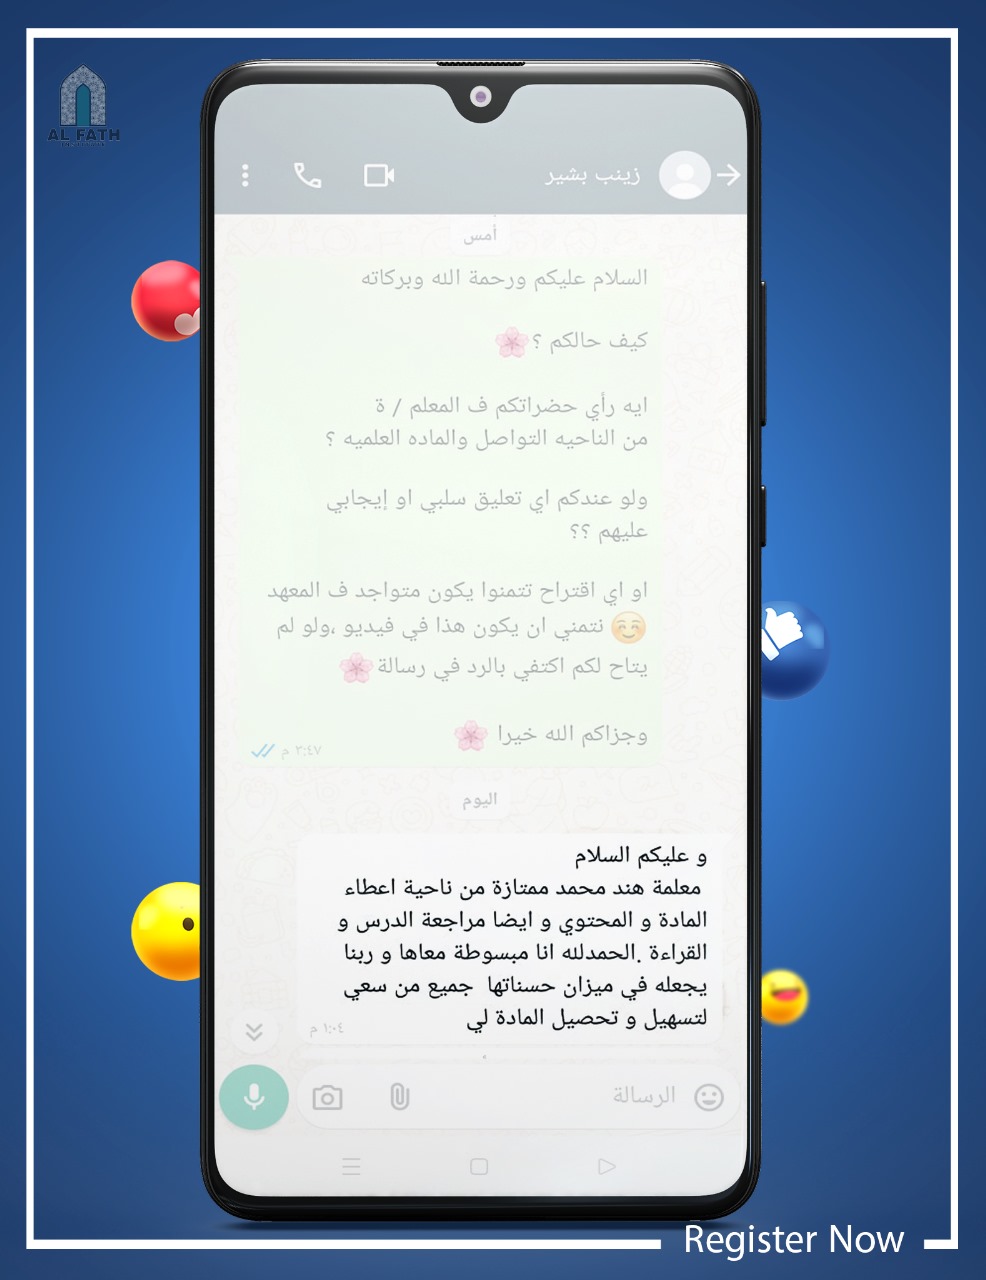 AL FATH
زينب بشير
أمس
السلام عليكم ورحمة الله وبركاته
كيف حالكم ؟🌸
ايه رأي حضراتكم ف المعلم / ة
من الناحيه التواصل والماده العلميه ؟
ولو عندكم اي تعليق سلبي او إيجابي
عليهم ؟؟
او اي اقتراح تتمنوا يكون متواجد ف المعهد
☺️ نتمني ان يكون هذا في فيديو ،ولو لم
يتاح لكم اكتفي بالرد في رسالة🌸
وجزاكم الله خيرا 🌸
٣:٤٧ م
اليوم
و عليكم السلام
معلمة هند محمد ممتازة من ناحية اعطاء
المادة و المحتوي و ايضا مراجعة الدرس و
القراءة .الحمدلله انا مبسوطة معاها و ربنا
يجعله في ميزان حسناتها جميع من سعي
لتسهيل و تحصيل المادة لي
١:٠٤ م
الرسالة
Register Now